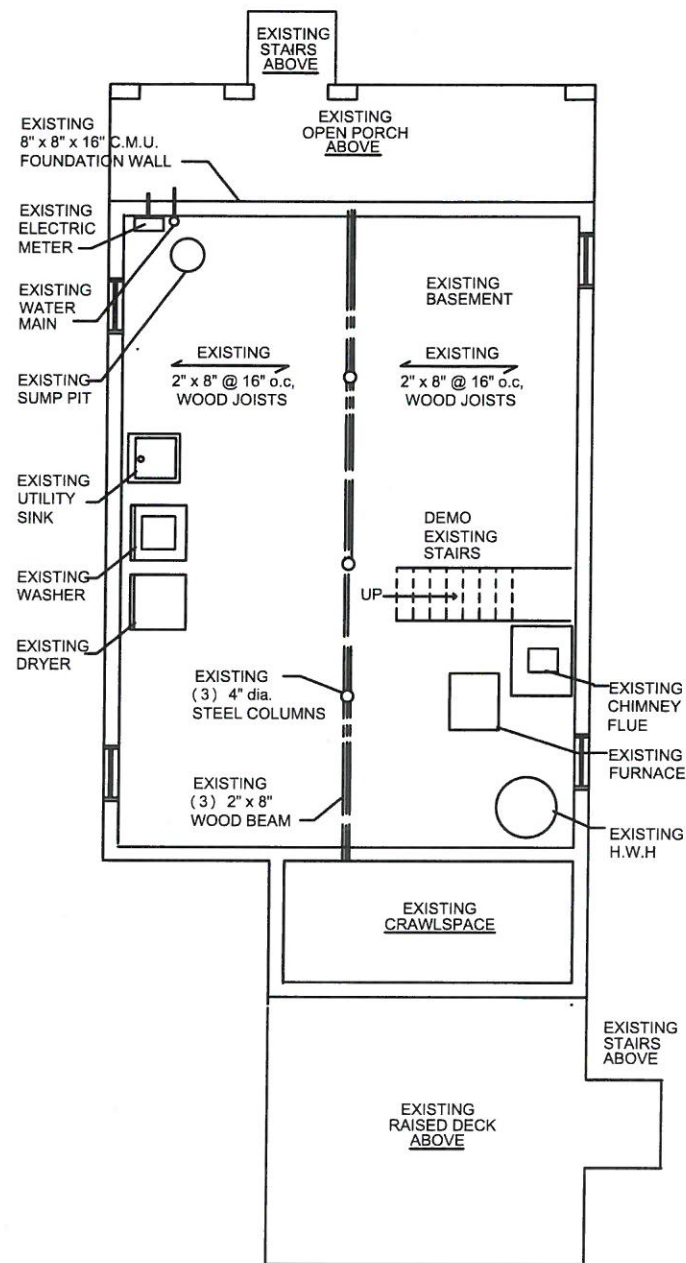 EXISTING
STAIRS
ABOVE
EXISTING
OPEN PORCH
ABOVE
EXISTING
8" x 8" x 16" C.M.U.
FOUNDATION WALL
EXISTING
ELECTRIC
METER
EXISTING
WATER
MAIN
EXISTING
SUMP PIT
EXISTING
BASEMENT
EXISTING
2" x 8" @ 16" o.c,
WOOD JOISTS
EXISTING
2" x 8" @ 16" o.c,
WOOD JOISTS
EXISTING
UTILITY
SINK
EXISTING
WASHER
EXISTING
DRYER
DEMO
EXISTING
STAIRS
UP
EXISTING
( 3 ) 4" dia.
STEEL COLUMNS
EXISTING
( 3 ) 2" x 8"
WOOD BEAM
EXISTING
CHIMNEY
FLUE
EXISTING
FURNACE
EXISTING
H.W.H
EXISTING
CRAWLSPACE
EXISTING
STAIRS
ABOVE
EXISTING
RAISED DECK
ABOVE